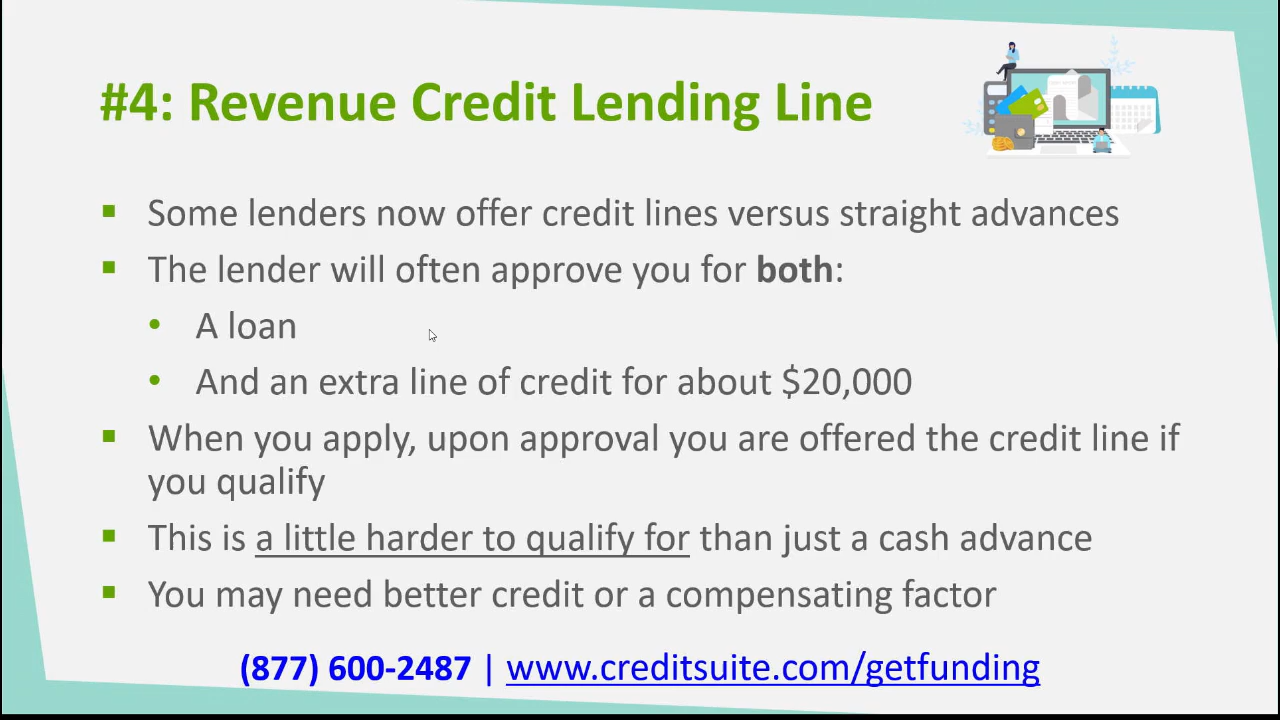 #4: Revenue Credit Lending Line
▪ Some lenders now offer credit lines versus straight advances
▪ The lender will often approve you for both:
• A loan
• And an extra line of credit for about $20,000
▪ When you apply, upon approval you are offered the credit line if
you qualify
▪ This is a little harder to qualify for than just a cash advance
▪ You may need better credit or a compensating factor
(877) 600-2487 | www.creditsuite.com/getfunding